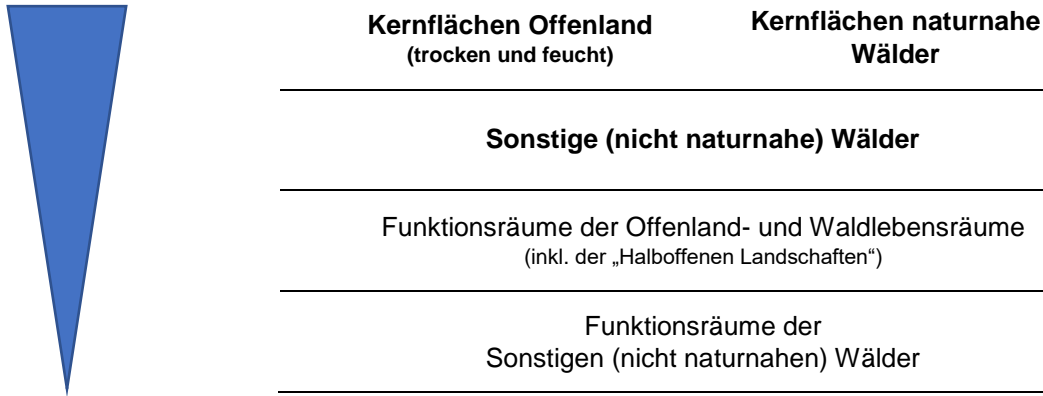 Kernflächen Offenland
(trocken und feucht)
Kernflächen naturnahe
Wälder
Sonstige (nicht naturnahe) Wälder
Funktionsräume der Offenland- und Waldlebensräume
(inkl. der „Halboffenen Landschaften“)
Funktionsräume der
Sonstigen (nicht naturnahen) Wälder